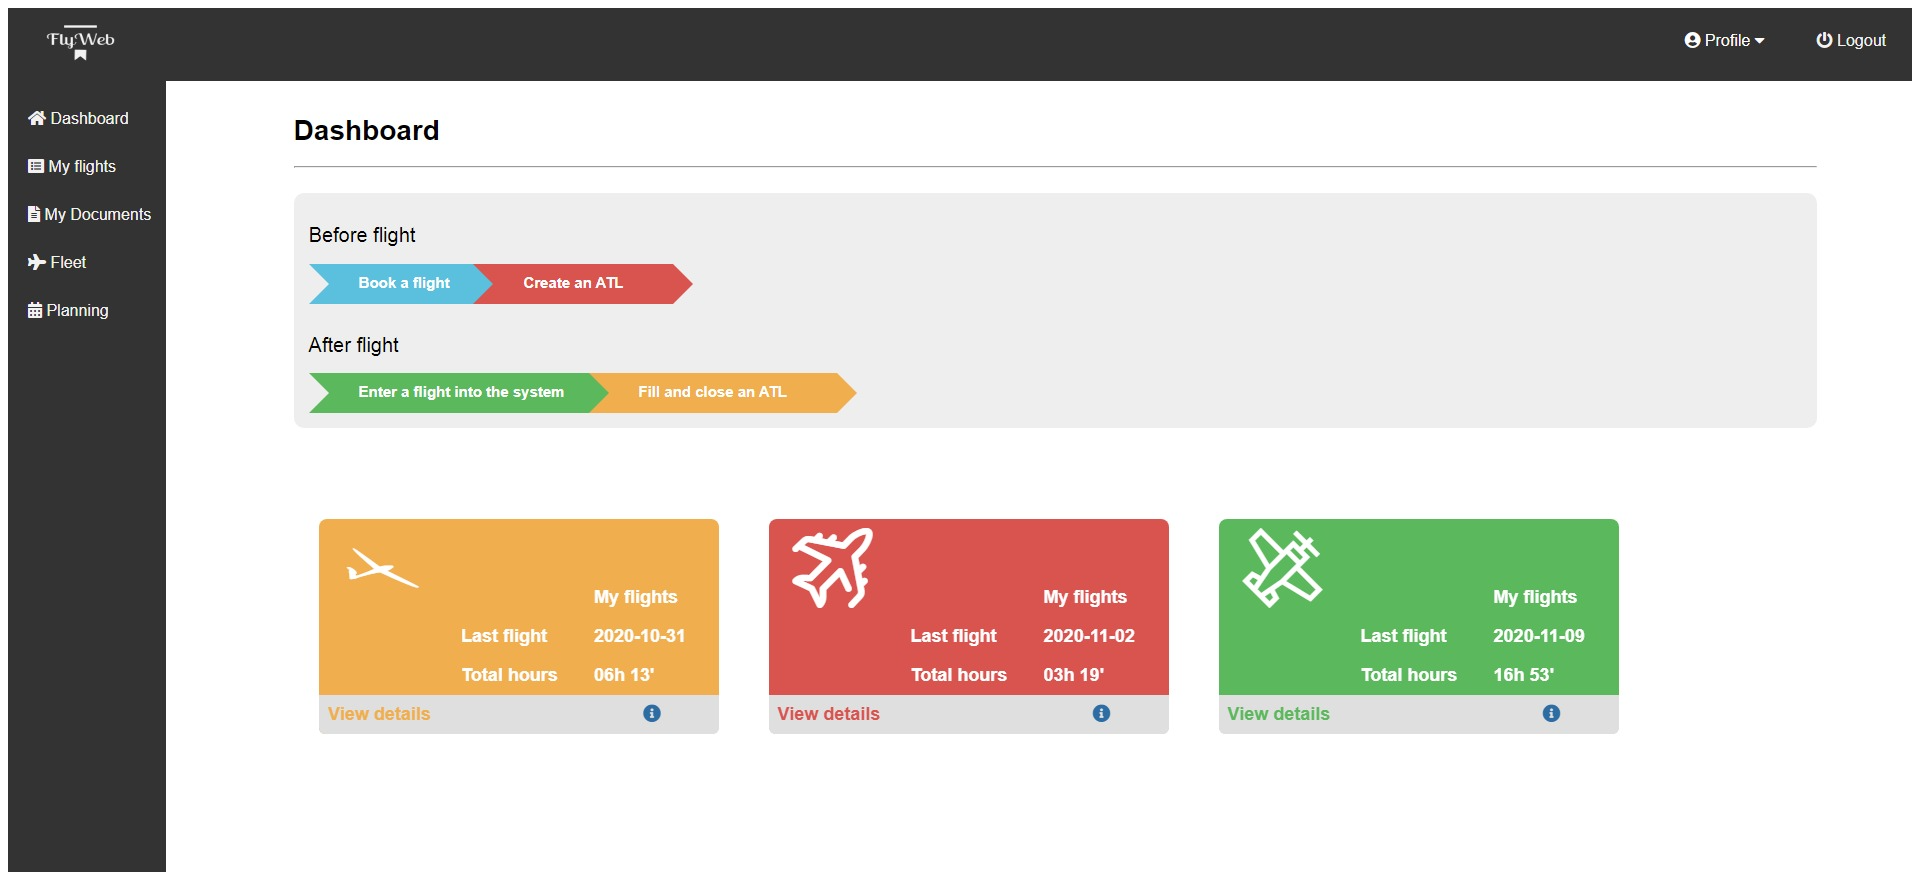 FlyWeb
Profile
Logout
Dashboard
My flights
My Documents
Fleet
Planning
Dashboard
Before flight
Book a flight
Create an ATL
After flight
Enter a flight into the system
Fill and close an ATL
My flights
Last flight 2020-10-31
Total hours 06h 13'
View details
My flights
Last flight 2020-11-02
Total hours 03h 19'
View details
My flights
Last flight 2020-11-09
Total hours 16h 53'
View details